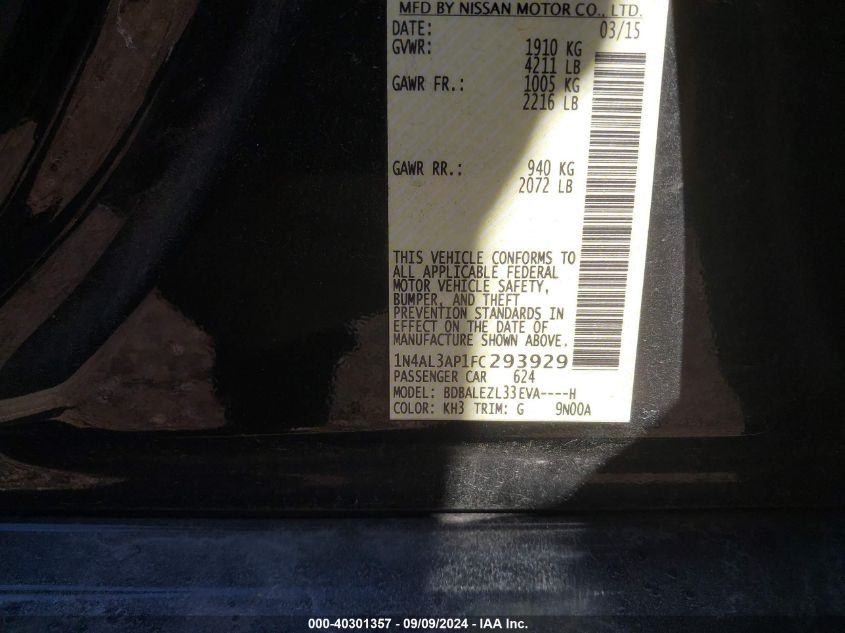 MFD BY NISSAN MOTOR CO., LTD.
DATE: 03/15
GVWR: 1910 KG
4211 LB
GAWR FR.: 1005 KG
2216 LB
GAWR RR.: 940 KG
2072 LB
THIS VEHICLE CONFORMS TO
ALL APPLICABLE FEDERAL
MOTOR VEHICLE SAFETY,
BUMPER, AND THEFT
PREVENTION STANDARDS IN
EFFECT ON THE DATE OF
MANUFACTURE SHOWN ABOVE.
1N4AL3AP1FC293929
PASSENGER CAR 624
MODEL: BDBALEZL33EVA----H
COLOR: KH3 TRIM: G 9N00A
000-40301357 - 09/09/2024 - IAA Inc.